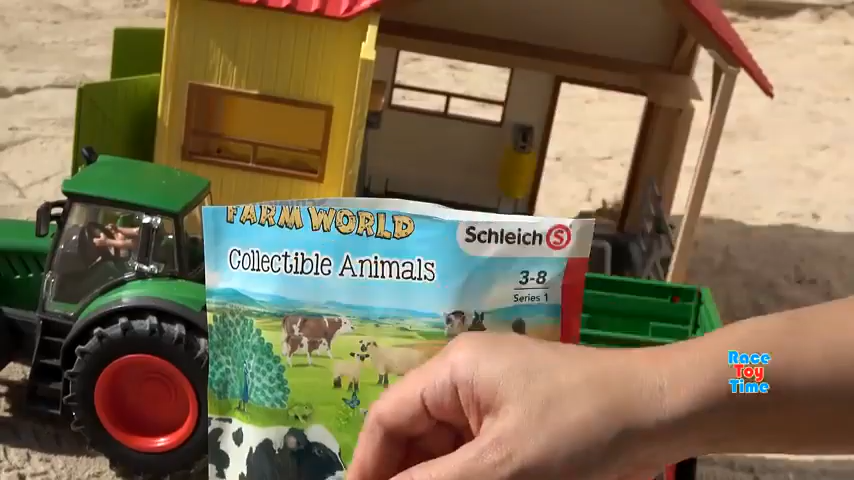 FARM WORLD
Schleich S
Collectible Animals
3-8
Series 1
Race
Toy
Time